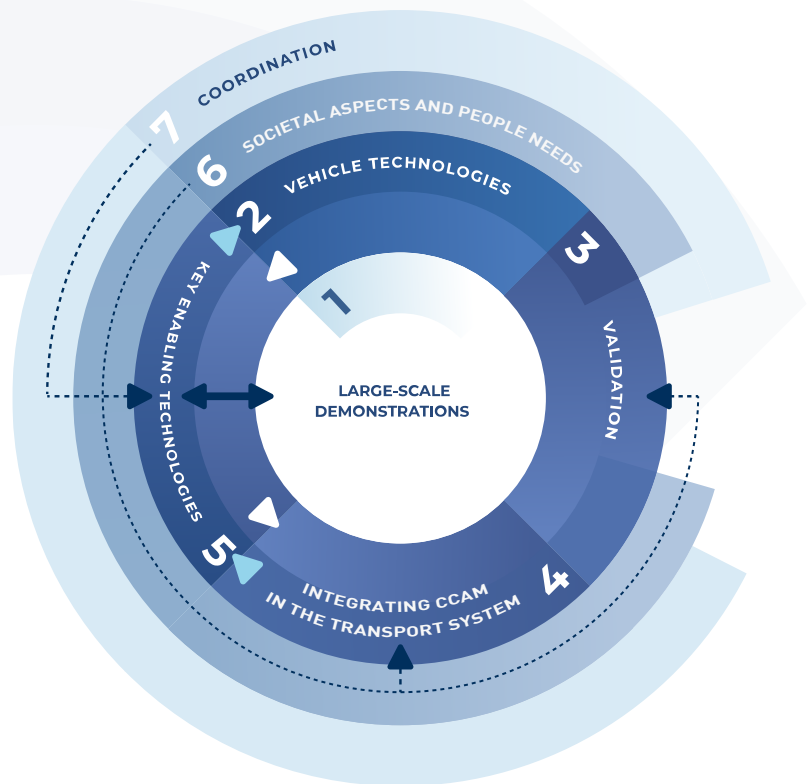 7 COORDINATION
6 SOCIETAL ASPECTS AND PEOPLE NEEDS
2 VEHICLE TECHNOLOGIES
3 VALIDATION
1
LARGE-SCALE
DEMONSTRATIONS
5 KEY ENABLING TECHNOLOGIES
4 INTEGRATING CCAM
IN THE TRANSPORT SYSTEM